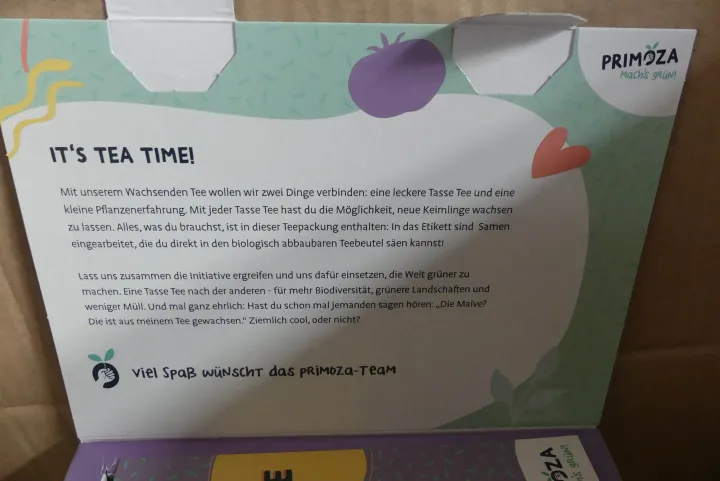 PRIMOZA
mach's grün!
IT'S TEA TIME!
Mit unserem Wachsenden Tee wollen wir zwei Dinge verbinden: eine leckere Tasse Tee und eine
kleine Pflanzenerfahrung. Mit jeder Tasse Tee hast du die Möglichkeit, neue Keimlinge wachsen
zu lassen. Alles, was du brauchst, ist in dieser Teepackung enthalten: In das Etikett sind Samen
eingearbeitet, die du direkt in den biologisch abbaubaren Teebeutel säen kannst!
Lass uns zusammen die Initiative ergreifen und uns dafür einsetzen, die Welt grüner zu
machen. Eine Tasse Tee nach der anderen - für mehr Biodiversität, grünere Landschaften und
weniger Müll. Und mal ganz ehrlich: Hast du schon mal jemanden sagen hören: „Die Malve?
Die ist aus meinem Tee gewachsen." Ziemlich cool, oder nicht?
Viel Spaß wünscht das PRIMOZA-Team